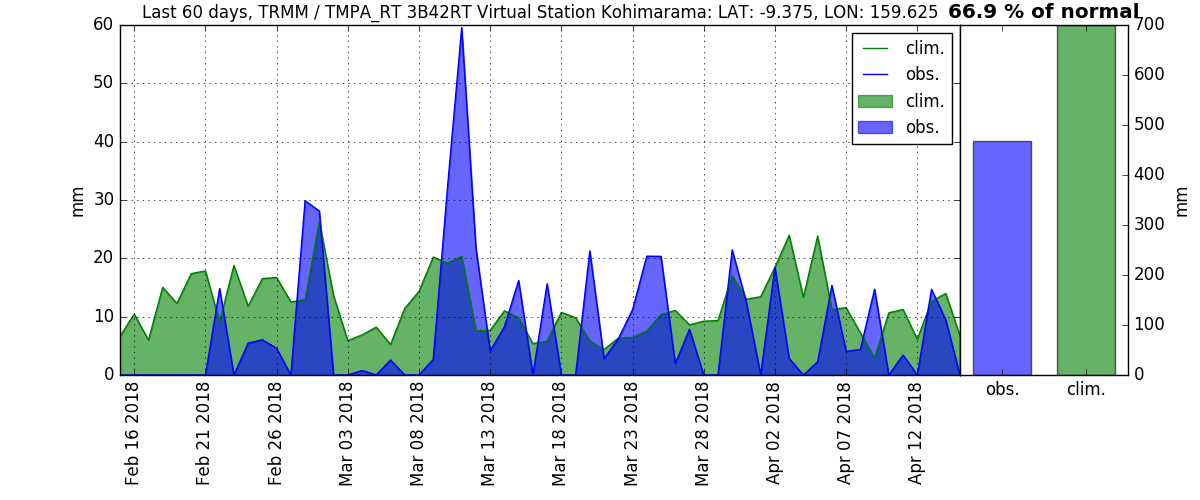 Last 60 days, TRMM / TMPA_RT 3B42RT Virtual Station Kohimarama: LAT: -9.375, LON: 159.625 66.9 % of normal
60
50
40
30
20
10
0
mm
clim.
obs.
clim.
obs.
700
600
500
400
300
200
100
0
mm
obs.
clim.
Feb 16 2018
Feb 21 2018
Feb 26 2018
Mar 03 2018
Mar 08 2018
Mar 13 2018
Mar 18 2018
Mar 23 2018
Mar 28 2018
Apr 02 2018
Apr 07 2018
Apr 12 2018